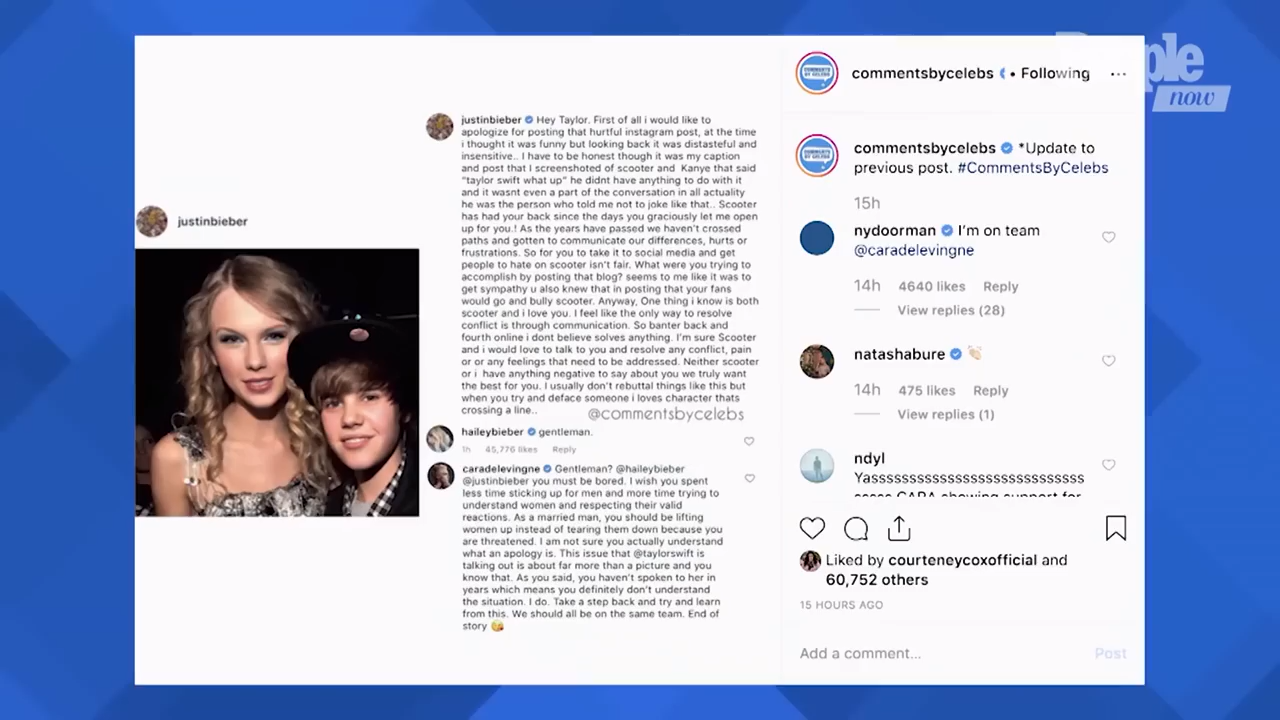 justinbieber
justinbieber Hey Taylor. First of all i would like to
apologize for posting that hurtful instagram post, at the time
i thought it was funny but looking back it was distasteful and
insensitive.. I have to be honest though it was my caption
and post that I screenshoted of scooter and Kanye that said
"taylor swift what up" he didnt have anything to do with it
and it wasnt even a part of the conversation in all actuality
he was the person who told me not to joke like that.. Scooter
has had your back since the days you graciously let me open
up for you.! As the years have passed we haven't crossed
paths and gotten to communicate our differences, hurts or
frustrations. So for you to take it to social media and get
people to hate on scooter isn't fair. What were you trying to
accomplish by posting that blog? seems to me like it was to
get sympathy u also knew that in posting that your fans
would go and bully scooter. Anyway, One thing i know is both
scooter and i love you. I feel like the only way to resolve
conflict is through communication. So banter back and
fourth online i dont believe solves anything. I'm sure Scooter
and i would love to talk to you and resolve any conflict, pain
or or any feelings that need to be addressed. Neither scooter
or i have anything negative to say about you we truly want
the best for you. I usually don't rebuttal things like this but
when you try and deface someone i loves character thats
crossing a line..
@commentsbycelebs
haileybieber gentleman.
1h 45,776 likes Reply
caradelevingne Gentleman? @haileybieber
@justinbieber you must be bored. I wish you spent
less time sticking up for men and more time trying to
understand women and respecting their valid
reactions. As a married man, you should be lifting
women up instead of tearing them down because you
are threatened. I am not sure you actually understand
what an apology is. This issue that @taylorswift is
talking out is about far more than a picture and you
know that. As you said, you haven't spoken to her in
years which means you definitely don't understand
the situation. I do. Take a step back and try and learn
from this. We should all be on the same team. End of
story 😘
commentsbycelebs • Following ...
People
now
commentsbycelebs *Update to
previous post. #CommentsByCelebs
15h
nydoorman I'm on team
@caradelevingne
14h 4640 likes Reply
View replies (28)
natashabure 👏🏻
14h 475 likes Reply
View replies (1)
ndyl
Yasssssssssssssssssssssssssssss
sssss CARA showing support for
Liked by courteneycoxofficial and
60,752 others
15 HOURS AGO
Add a comment... Post